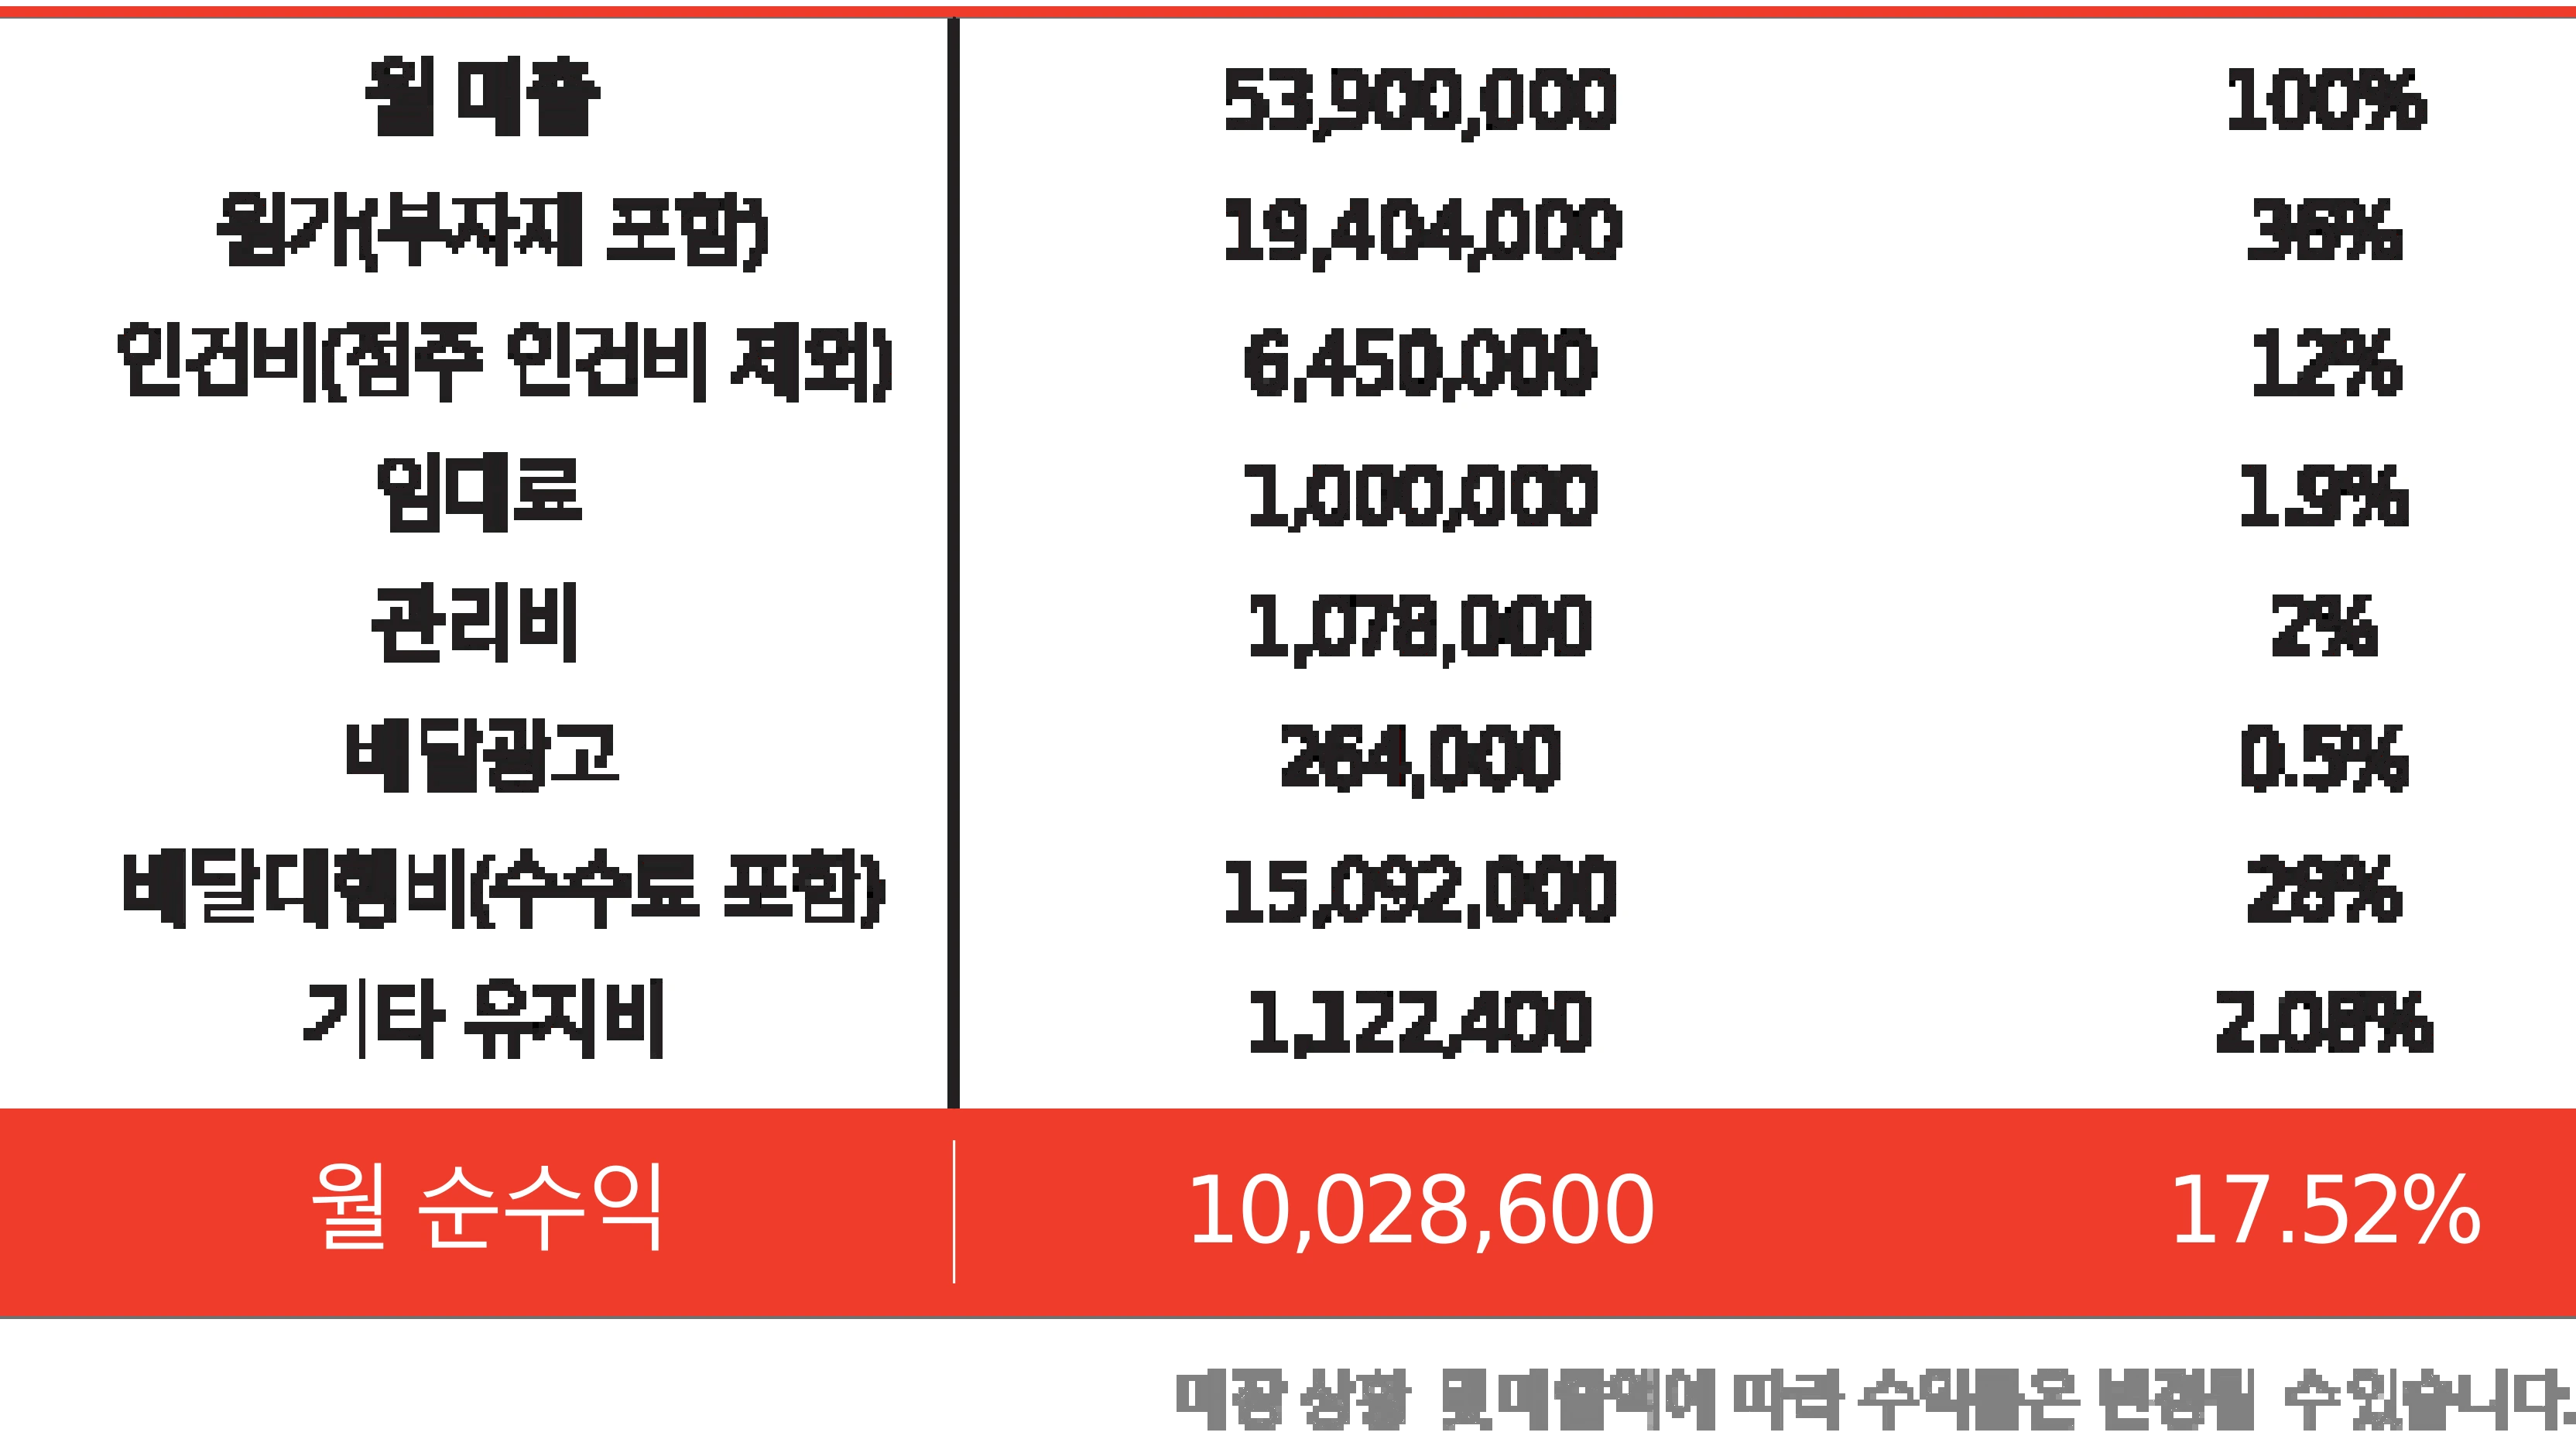 월 매출 53,900,000 100%
원가(부자재 포함) 19,404,000 36%
인건비(점주 인건비 제외) 6,450,000 12%
임대료 1,000,000 1.9%
관리비 1,078,000 2%
배달광고 264,000 0.5%
배달대행비(수수료 포함) 15,092,000 28%
기타 유지비 1,122,400 2.08%
월 순수익 10,028,600 17.52%
매장 상황 및 매출액에 따라 수익률은 변경될 수 있습니다.